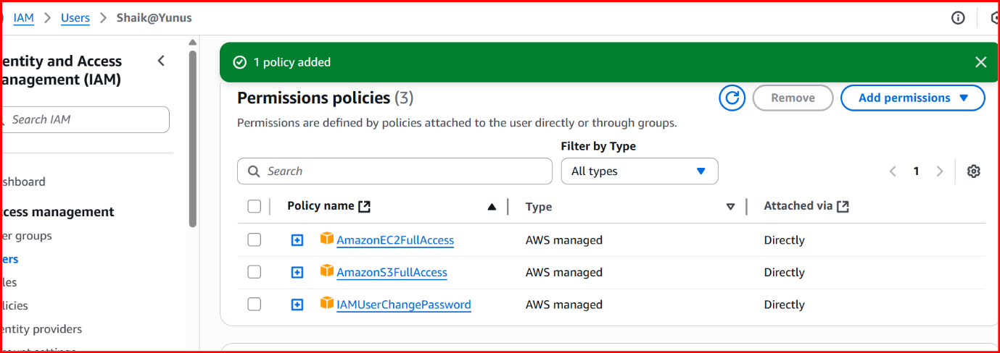 IAM > Users > Shaik@Yunus
entity and Access
anagement (IAM)
Search IAM
shboard
ccess management
er groups
ers
les
licies
entity providers
count settings
1 policy added
Permissions policies (3)
Remove
Add permissions
Permissions are defined by policies attached to the user directly or through groups.
Filter by Type
Search
All types
1
Policy name
Type
Attached via
AmazonEC2FullAccess AWS managed Directly
AmazonS3FullAccess AWS managed Directly
IAMUserChangePassword AWS managed Directly